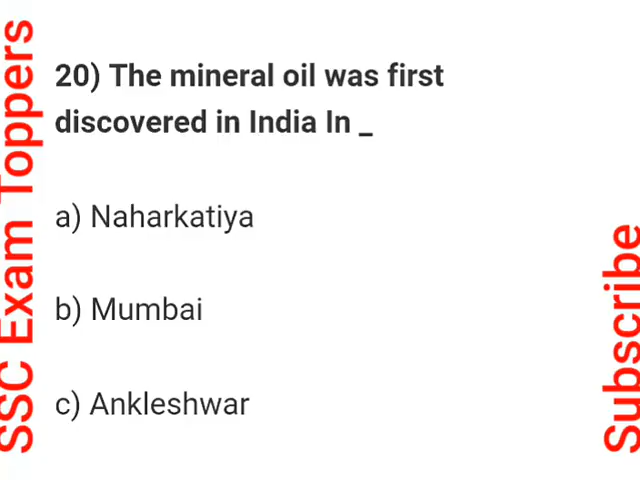 SSC Exam Toppers
20) The mineral oil was first
discovered in India In _
a) Naharkatiya
b) Mumbai
c) Ankleshwar
Subscribe